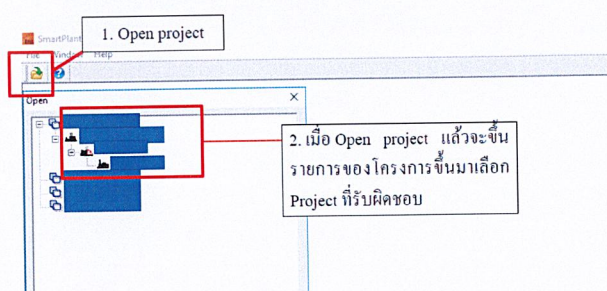 1. Open project
SmartPlant
File Window Help
Open
2. เมื่อ Open project แล้วจะขึ้น
รายการของโครงการขึ้นมาเลือก
Project ที่รับผิดชอบ